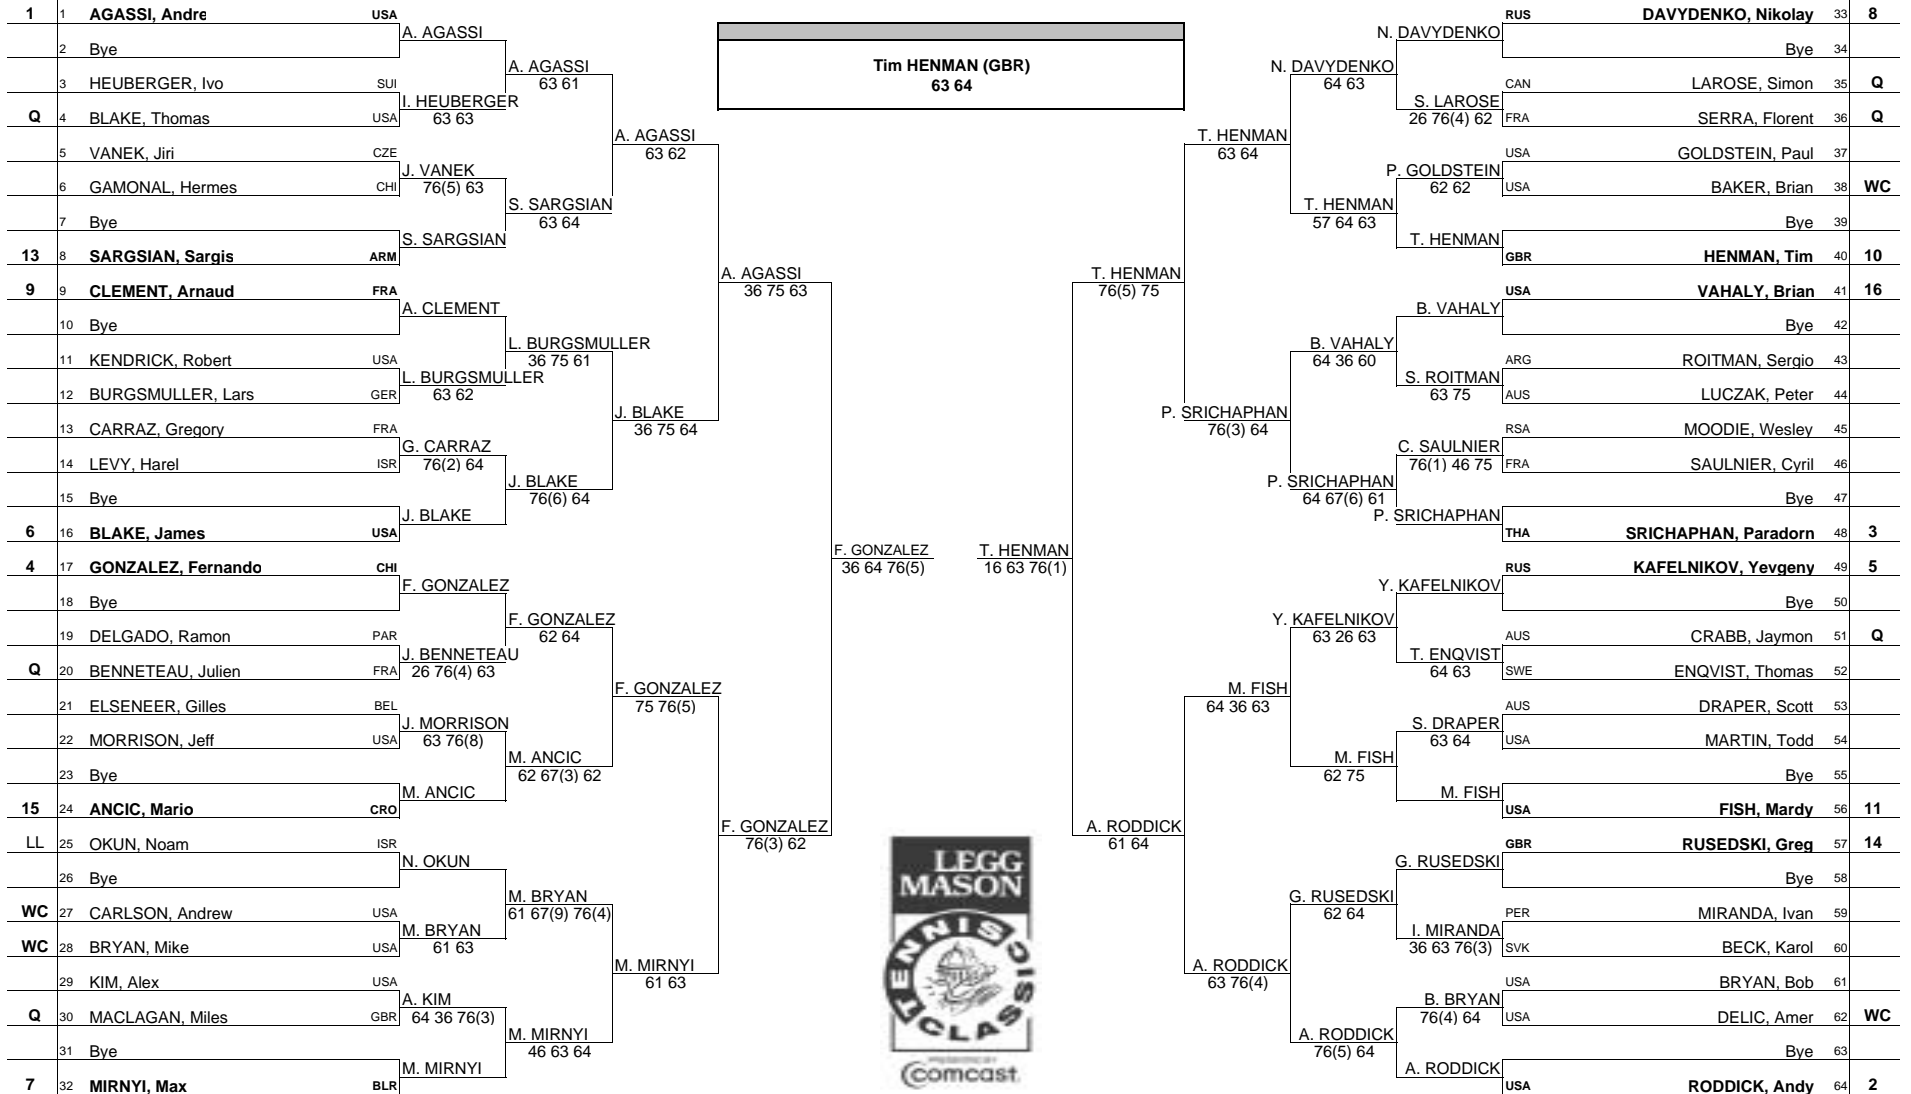 1 1 AGASSI, Andre USA
A. AGASSI
2 Bye
A. AGASSI
63 61
3 HEUBERGER, Ivo SUI
I. HEUBERGER
63 63
Q 4 BLAKE, Thomas USA
A. AGASSI
63 62
5 VANEK, Jiri CZE
J. VANEK
76(5) 63
6 GAMONAL, Hermes CHI
S. SARGSIAN
63 64
7 Bye
S. SARGSIAN
13 8 SARGSIAN, Sargis ARM
A. AGASSI
36 75 63
9 9 CLEMENT, Arnaud FRA
A. CLEMENT
10 Bye
L. BURGSMULLER
36 75 61
11 KENDRICK, Robert USA
L. BURGSMULLER
63 62
12 BURGSMULLER, Lars GER
J. BLAKE
36 75 64
13 CARRAZ, Gregory FRA
G. CARRAZ
76(2) 64
14 LEVY, Harel ISR
J. BLAKE
76(6) 64
15 Bye
J. BLAKE
6 16 BLAKE, James USA
F. GONZALEZ
36 64 76(5)
4 17 GONZALEZ, Fernando CHI
F. GONZALEZ
18 Bye
F. GONZALEZ
62 64
19 DELGADO, Ramon PAR
J. BENNETEAU
26 76(4) 63
Q 20 BENNETEAU, Julien FRA
F. GONZALEZ
75 76(5)
21 ELSENEER, Gilles BEL
J. MORRISON
63 76(8)
22 MORRISON, Jeff USA
M. ANCIC
62 67(3) 62
23 Bye
M. ANCIC
15 24 ANCIC, Mario CRO
F. GONZALEZ
76(3) 62
LL 25 OKUN, Noam ISR
N. OKUN
26 Bye
M. BRYAN
61 67(9) 76(4)
WC 27 CARLSON, Andrew USA
M. BRYAN
61 63
WC 28 BRYAN, Mike USA
M. MIRNYI
61 63
29 KIM, Alex USA
A. KIM
64 36 76(3)
Q 30 MACLAGAN, Miles GBR
M. MIRNYI
46 63 64
31 Bye
M. MIRNYI
7 32 MIRNYI, Max BLR
Tim HENMAN (GBR)
63 64
RUS DAVYDENKO, Nikolay 33 8
N. DAVYDENKO
Bye 34
N. DAVYDENKO
64 63
CAN LAROSE, Simon 35 Q
S. LAROSE
26 76(4) 62
FRA SERRA, Florent 36 Q
T. HENMAN
63 64
USA GOLDSTEIN, Paul 37
P. GOLDSTEIN
62 62
USA BAKER, Brian 38 WC
T. HENMAN
57 64 63
Bye 39
T. HENMAN
GBR HENMAN, Tim 40 10
T. HENMAN
76(5) 75
USA VAHALY, Brian 41 16
B. VAHALY
Bye 42
B. VAHALY
64 36 60
ARG ROITMAN, Sergio 43
S. ROITMAN
63 75
AUS LUCZAK, Peter 44
P. SRICHAPHAN
76(3) 64
RSA MOODIE, Wesley 45
C. SAULNIER
76(1) 46 75
FRA SAULNIER, Cyril 46
P. SRICHAPHAN
64 67(6) 61
Bye 47
P. SRICHAPHAN
THA SRICHAPHAN, Paradorn 48 3
T. HENMAN
16 63 76(1)
RUS KAFELNIKOV, Yevgeny 49 5
Y. KAFELNIKOV
Bye 50
Y. KAFELNIKOV
63 26 63
AUS CRABB, Jaymon 51 Q
T. ENQVIST
64 63
SWE ENQVIST, Thomas 52
M. FISH
64 36 63
AUS DRAPER, Scott 53
S. DRAPER
63 64
USA MARTIN, Todd 54
M. FISH
62 75
Bye 55
M. FISH
USA FISH, Mardy 56 11
A. RODDICK
61 64
GBR RUSEDSKI, Greg 57 14
G. RUSEDSKI
Bye 58
G. RUSEDSKI
62 64
PER MIRANDA, Ivan 59
I. MIRANDA
36 63 76(3)
SVK BECK, Karol 60
A. RODDICK
63 76(4)
USA BRYAN, Bob 61
B. BRYAN
76(4) 64
USA DELIC, Amer 62 WC
A. RODDICK
76(5) 64
Bye 63
A. RODDICK
USA RODDICK, Andy 64 2
LEGG
MASON
TENNIS
CLASSIC
PRESENTED BY
comcast.